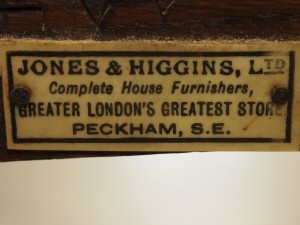 JONES & HIGGINS, LTD
Complete House Furnishers,
GREATER LONDON'S GREATEST STORE
PECKHAM, S.E.